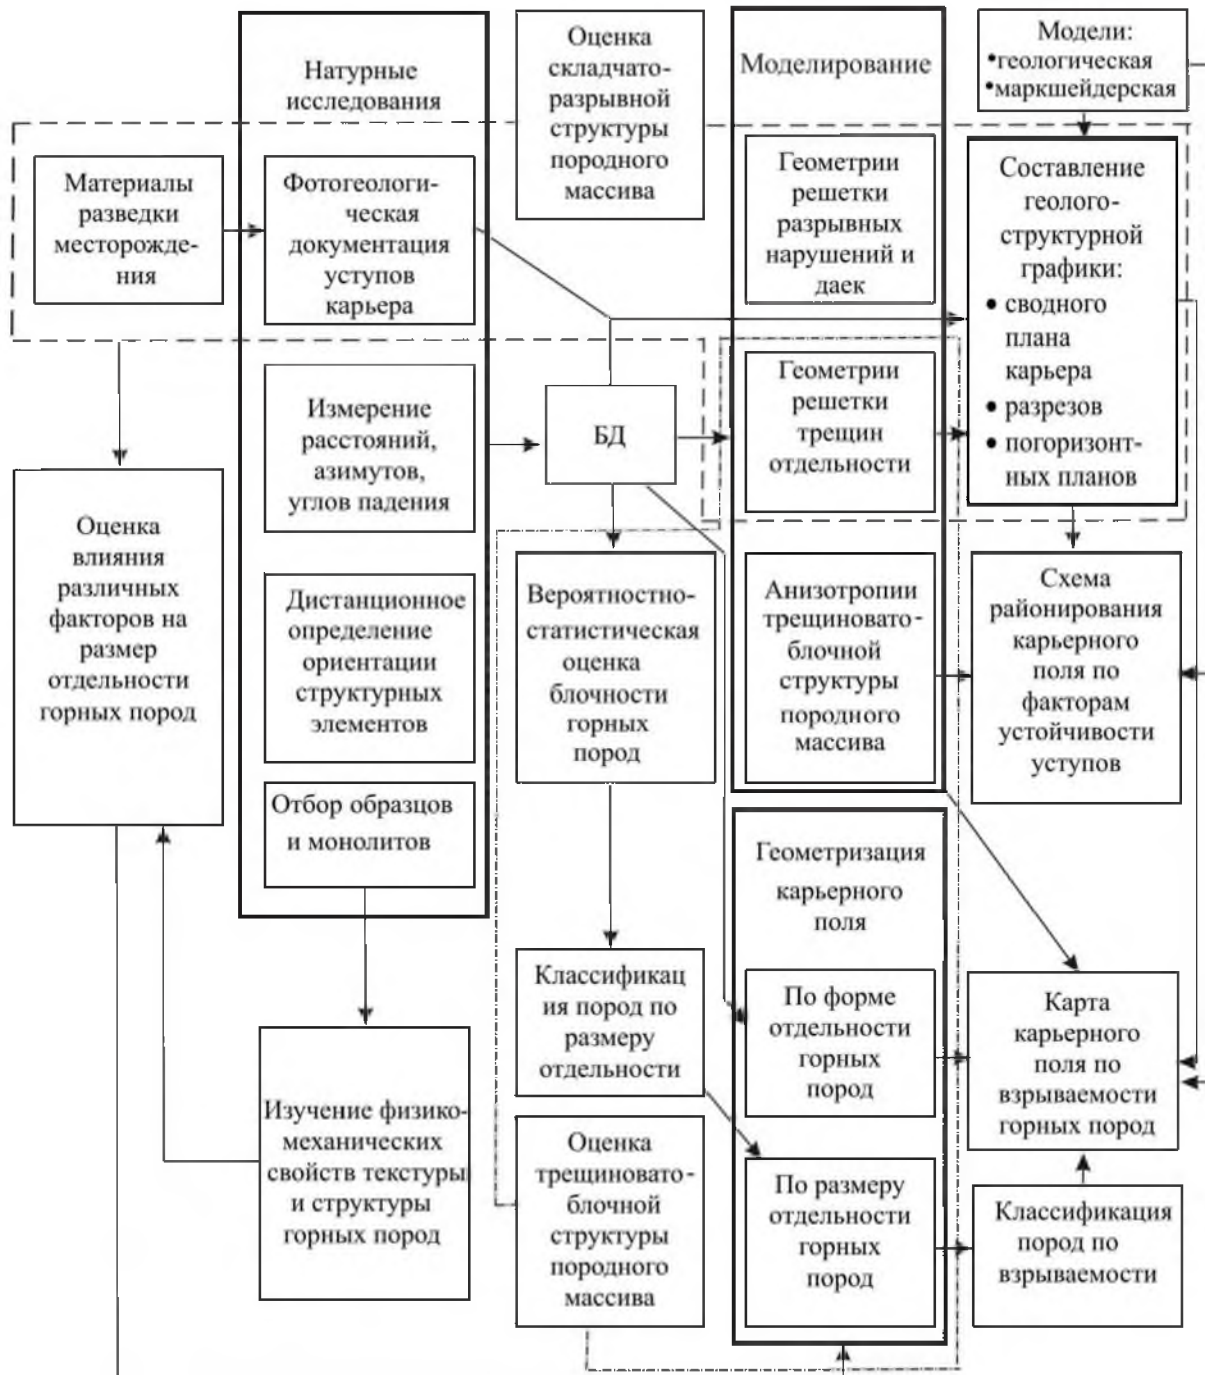 Натурные
исследования
Оценка
складчато-
разрывной
структуры
породного
массива
Моделирование
Модели:
•геологическая
•маркшейдерская
Материалы
разведки
месторожде-
ния
Фотогеологи-
ческая
документация
уступов
карьера
Геометрии
решетки
разрывных
нарушений и
даек
Составление
геолого-
структурной
графики:
• сводного
плана
карьера
• разрезов
• погоризонт-
ных планов
Измерение
расстояний,
азимутов,
углов падения
БД
Геометрии
решетки
трещин
отдельности
Оценка
влияния
различных
факторов на
размер
отдельности
горных пород
Дистанционное
определение
ориентации
структурных
элементов
Вероятностно-
статистическая
оценка
блочности
горных
пород
Анизотропии
трещиновато-
блочной
структуры
породного
массива
Схема
районирования
карьерного
поля по
факторам
устойчивости
уступов
Отбор образцов
и монолитов
Геометризация
карьерного
поля
Классификац
ия пород по
размеру
отдельности
По форме
отдельности
горных
пород
Карта
карьерного
поля по
взрываемости
горных пород
Изучение физико-
механических
свойств текстуры
и структуры
горных пород
Оценка
трещиновато-
блочной
структуры
породного
массива
По размеру
отдельности
горных
пород
Классификация
пород по
взрываемости